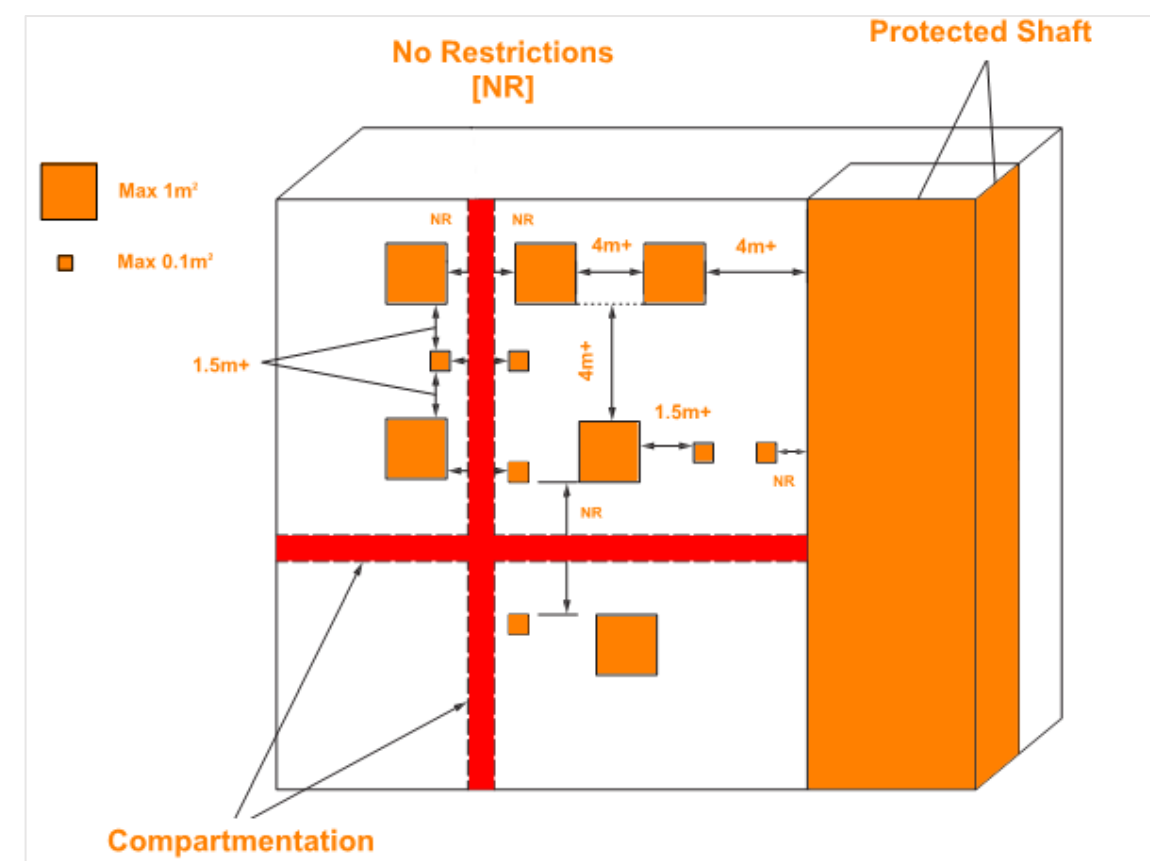 Protected Shaft
No Restrictions
[NR]
Max 1m²
Max 0.1m²
NR
NR
4m+
4m+
4m+
1.5m+
1.5m+
NR
NR
Compartmentation